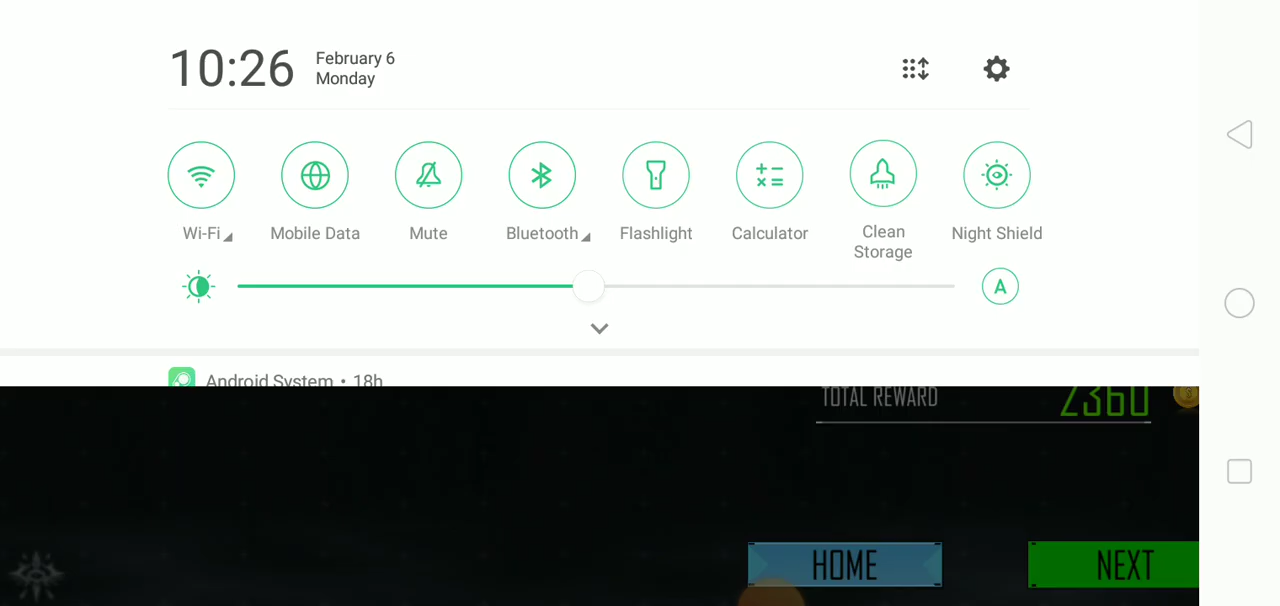 10:26
February 6
Monday
Wi-Fi
Mobile Data
Mute
Bluetooth
Flashlight
Calculator
Clean
Storage
Night Shield
A
Android System • 18h
TOTAL REWARD 2360
HOME
NEXT